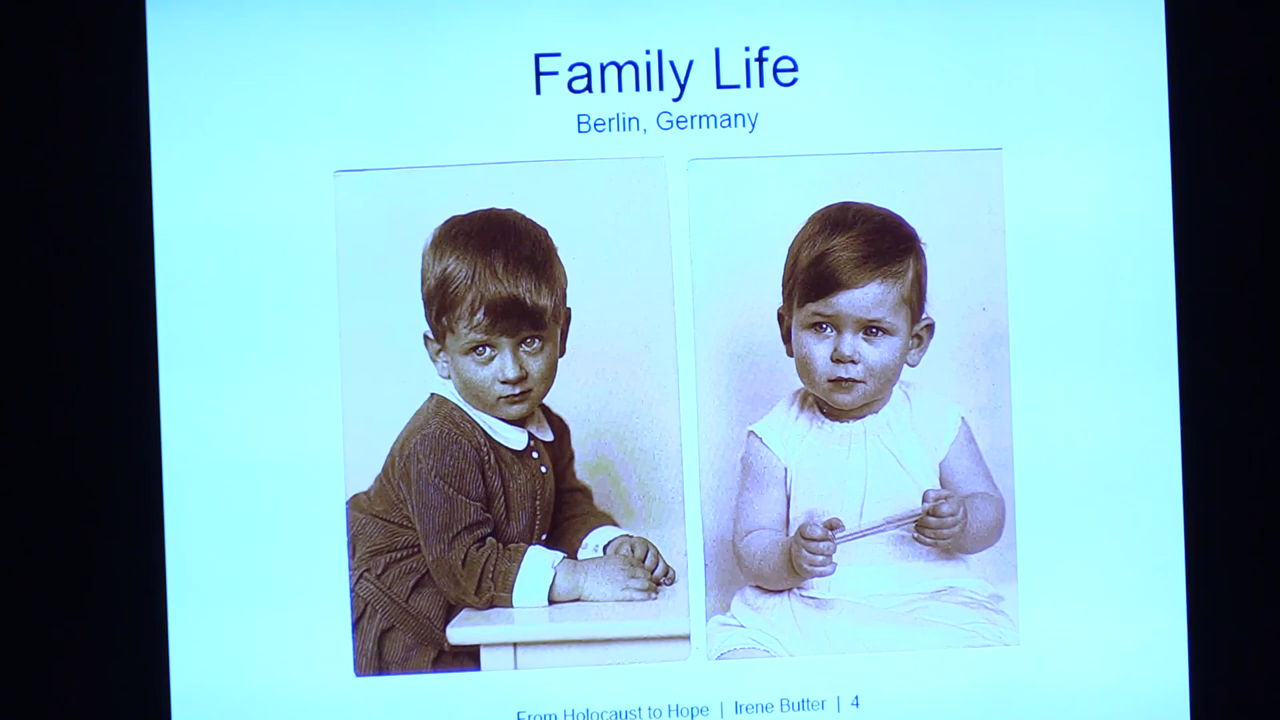 Family Life
Berlin, Germany
From Holocaust to Hope | Irene Butter | 4